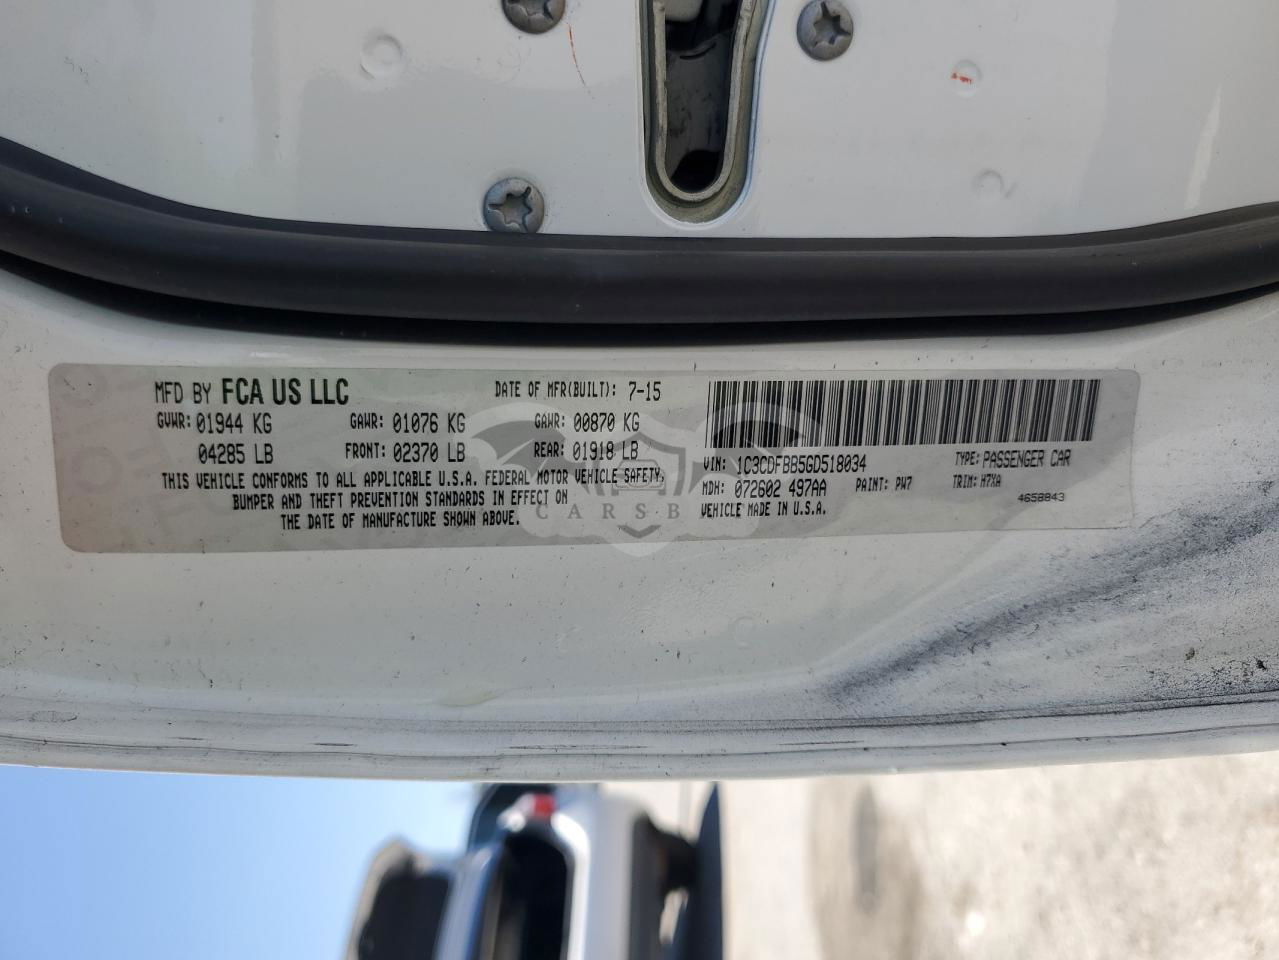 MFD BY FCA US LLC DATE OF MFR(BUILT): 7-15
GVWR: 01944 KG GAWR: 01076 KG GAWR: 00870 KG
04285 LB FRONT: 02370 LB REAR: 01918 LB
THIS VEHICLE CONFORMS TO ALL APPLICABLE U.S.A. FEDERAL MOTOR VEHICLE SAFETY,
BUMPER AND THEFT PREVENTION STANDARDS IN EFFECT ON
THE DATE OF MANUFACTURE SHOWN ABOVE.
VIN: 1C3CDFBB5GD518034 TYPE: PASSENGER CAR
MDH: 072602 497AA PAINT: PW7 TRIM: H7XA
VEHICLE MADE IN U.S.A. 4658843